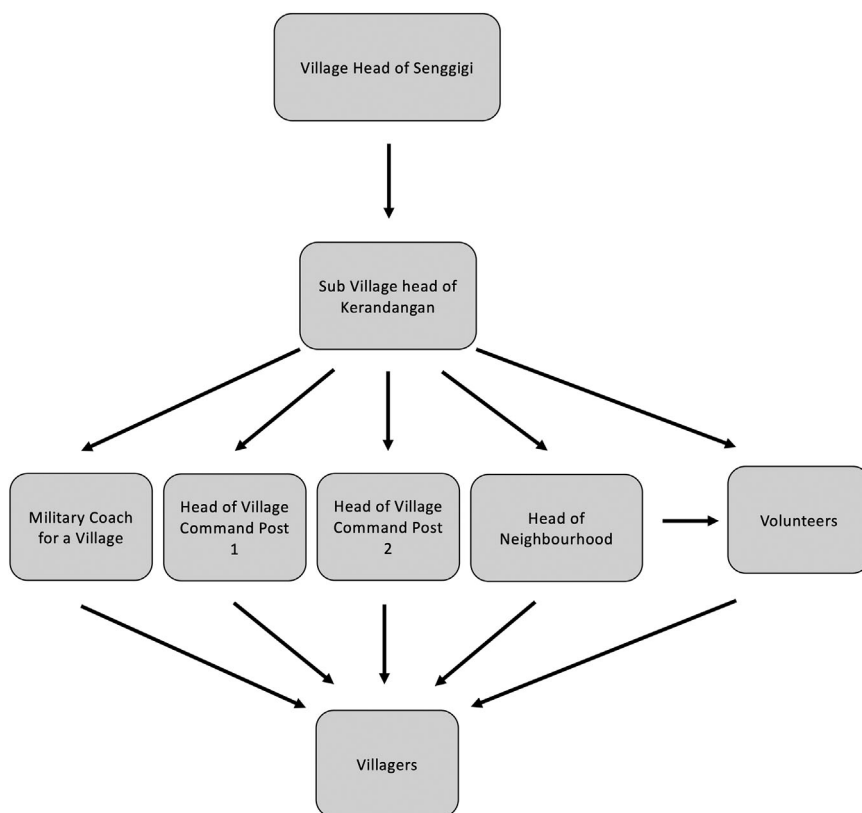 Village Head of Senggigi
Sub Village head of
Kerandangan
Military Coach
for a Village
Head of Village
Command Post
1
Head of Village
Command Post
2
Head of
Neighbourhood
Volunteers
Villagers